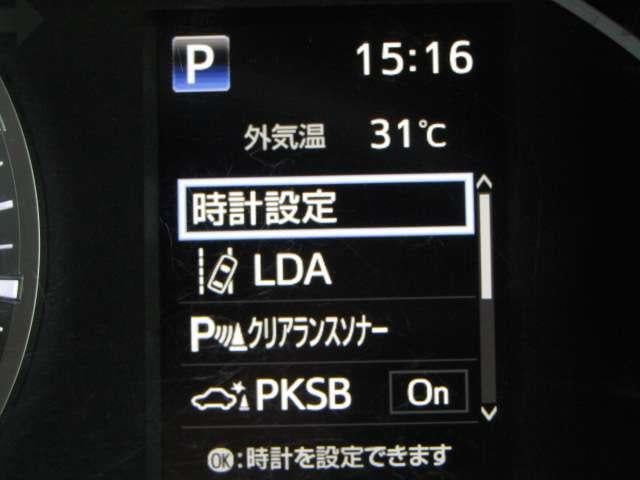 P 15:16
外気温 31℃
時計設定
LDA
Pクリアランスソナー
PKSB On
OK:時計を設定できます